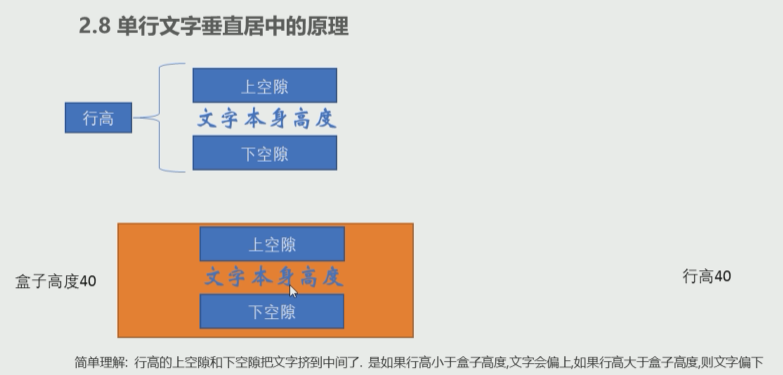 2.8 单行文字垂直居中的原理
上空隙
行高
文字本身高度
下空隙
上空隙
盒子高度40
文字本身高度
行高40
下空隙
简单理解: 行高的上空隙和下空隙把文字挤到中间了. 是如果行高小于盒子高度,文字会偏上,如果行高大于盒子高度,则文字偏下